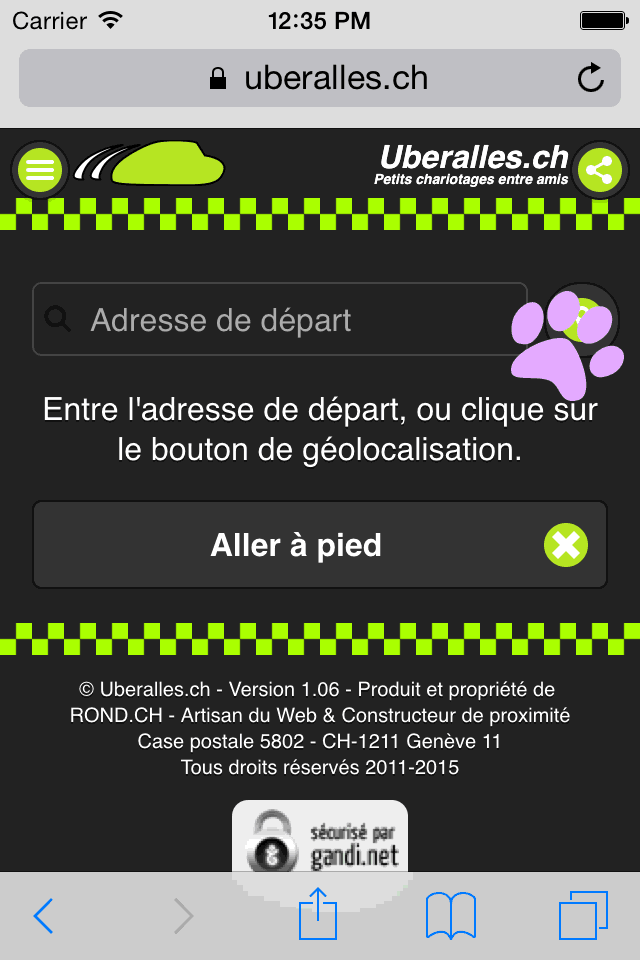 Carrier 12:35 PM
uberalles.ch
Uberalles.ch
Petits chariotages entre amis
Adresse de départ
Entre l'adresse de départ, ou clique sur
le bouton de géolocalisation.
Aller à pied
© Uberalles.ch - Version 1.06 - Produit et propriété de
ROND.CH - Artisan du Web & Constructeur de proximité
Case postale 5802 - CH-1211 Genève 11
Tous droits réservés 2011-2015
sécurisé par
gandi.net